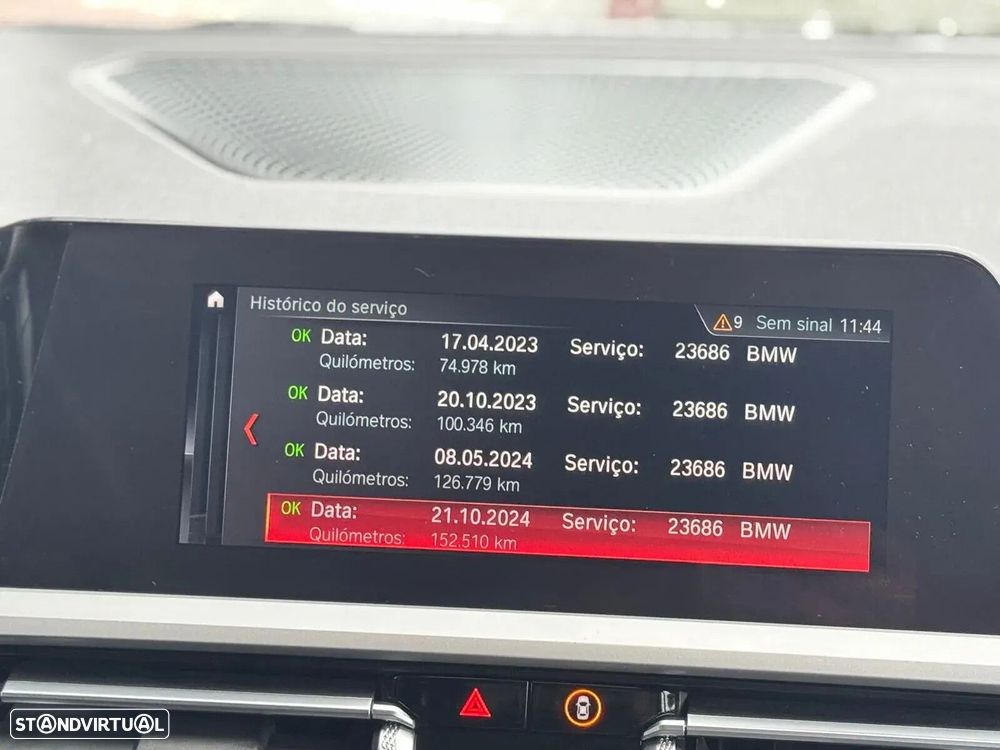 Histórico do serviço
9 Sem sinal 11:44
OK Data: 17.04.2023 Serviço: 23686 BMW
Quilómetros: 74.978 km
OK Data: 20.10.2023 Serviço: 23686 BMW
Quilómetros: 100.346 km
OK Data: 08.05.2024 Serviço: 23686 BMW
Quilómetros: 126.779 km
OK Data: 21.10.2024 Serviço: 23686 BMW
Quilómetros: 152.510 km
STANDVIRTUAL